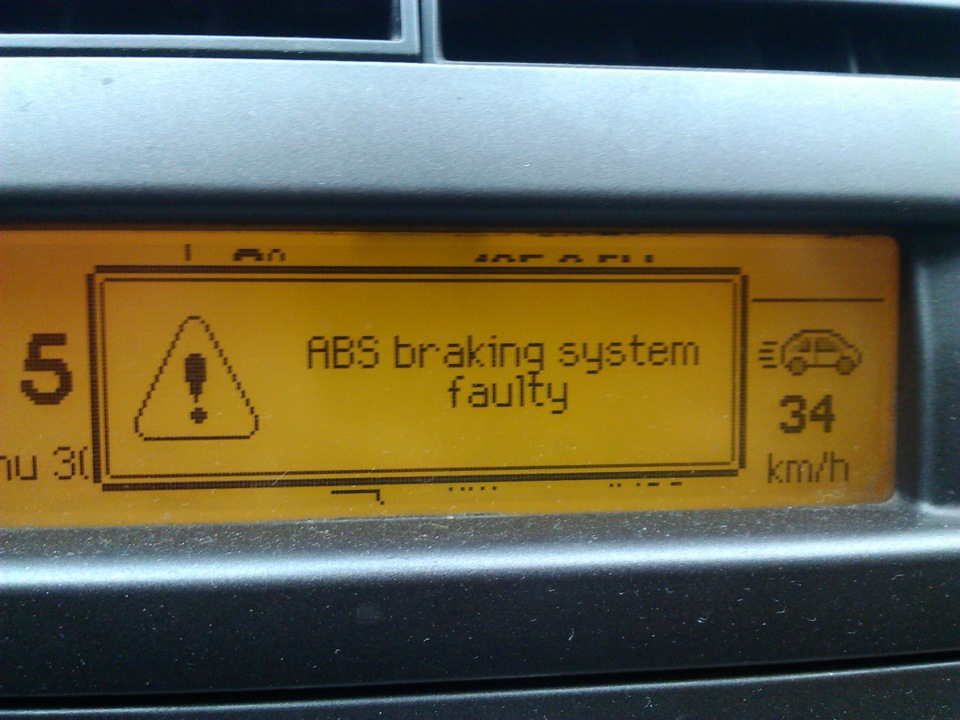 5
ABS braking system
faulty
34
km/h